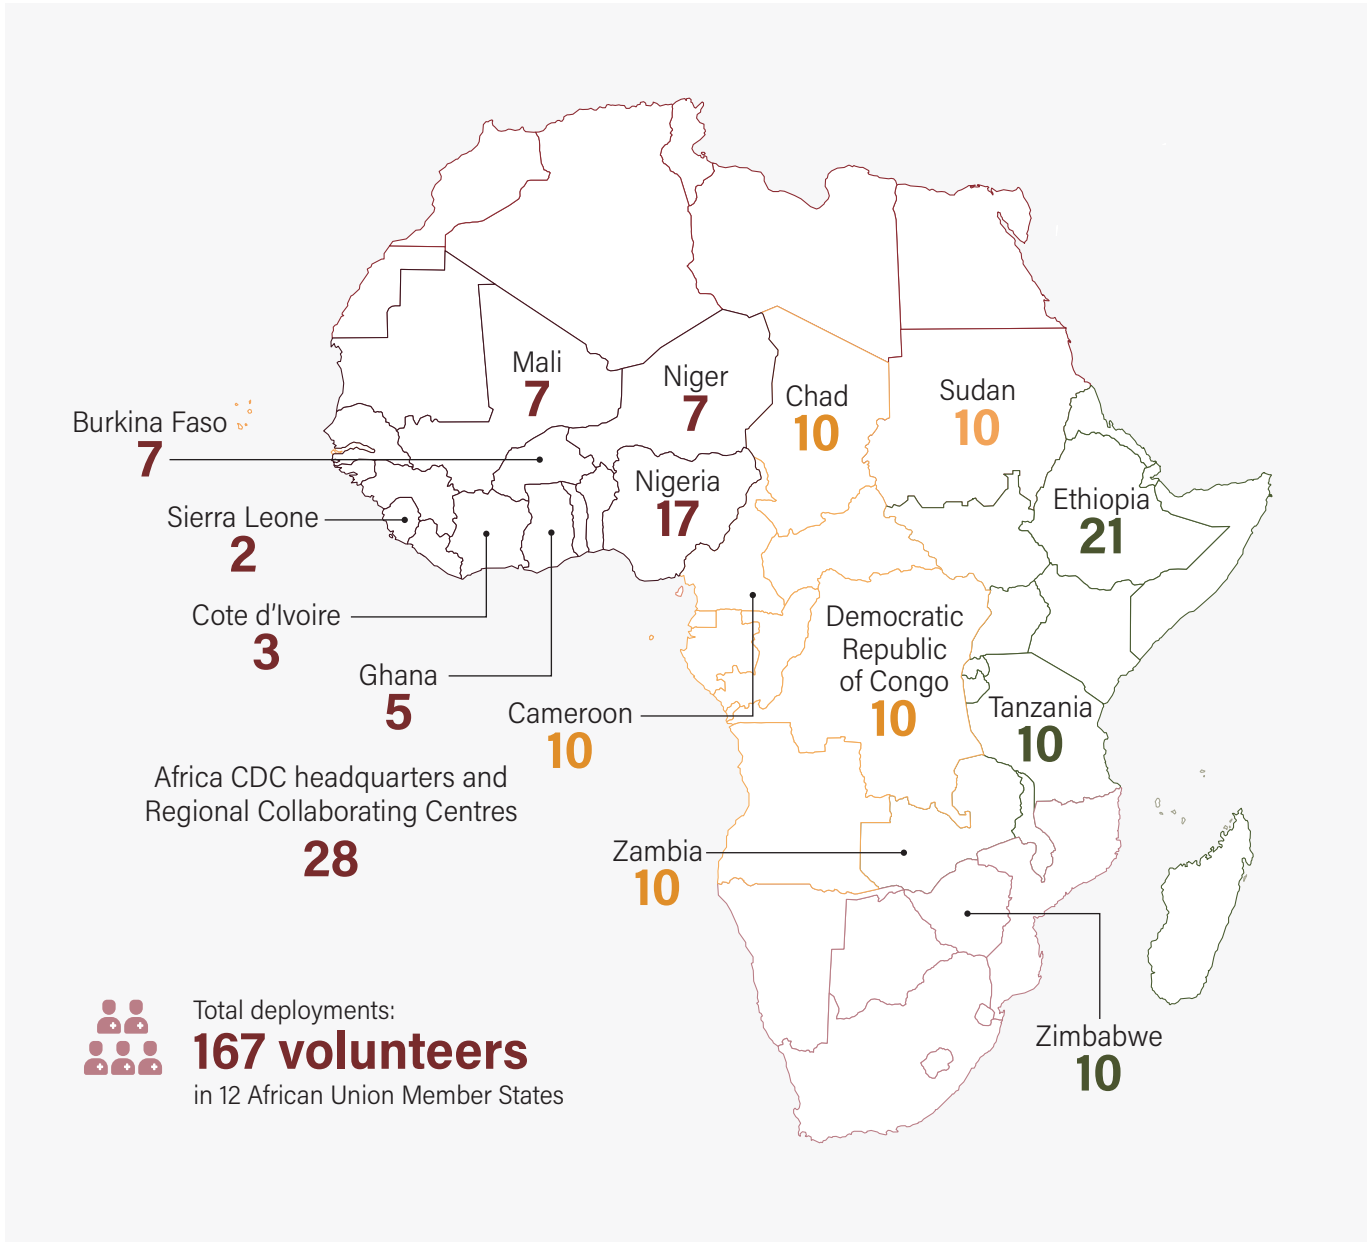 Mali
7
Niger
7
Chad
10
Sudan
10
Burkina Faso
7
Nigeria
17
Ethiopia
21
Sierra Leone
2
Cote d'Ivoire
3
Democratic
Republic
of Congo
10
Ghana
5
Cameroon
10
Tanzania
10
Africa CDC headquarters and
Regional Collaborating Centres
28
Zambia
10
Zimbabwe
10
Total deployments:
167 volunteers
in 12 African Union Member States